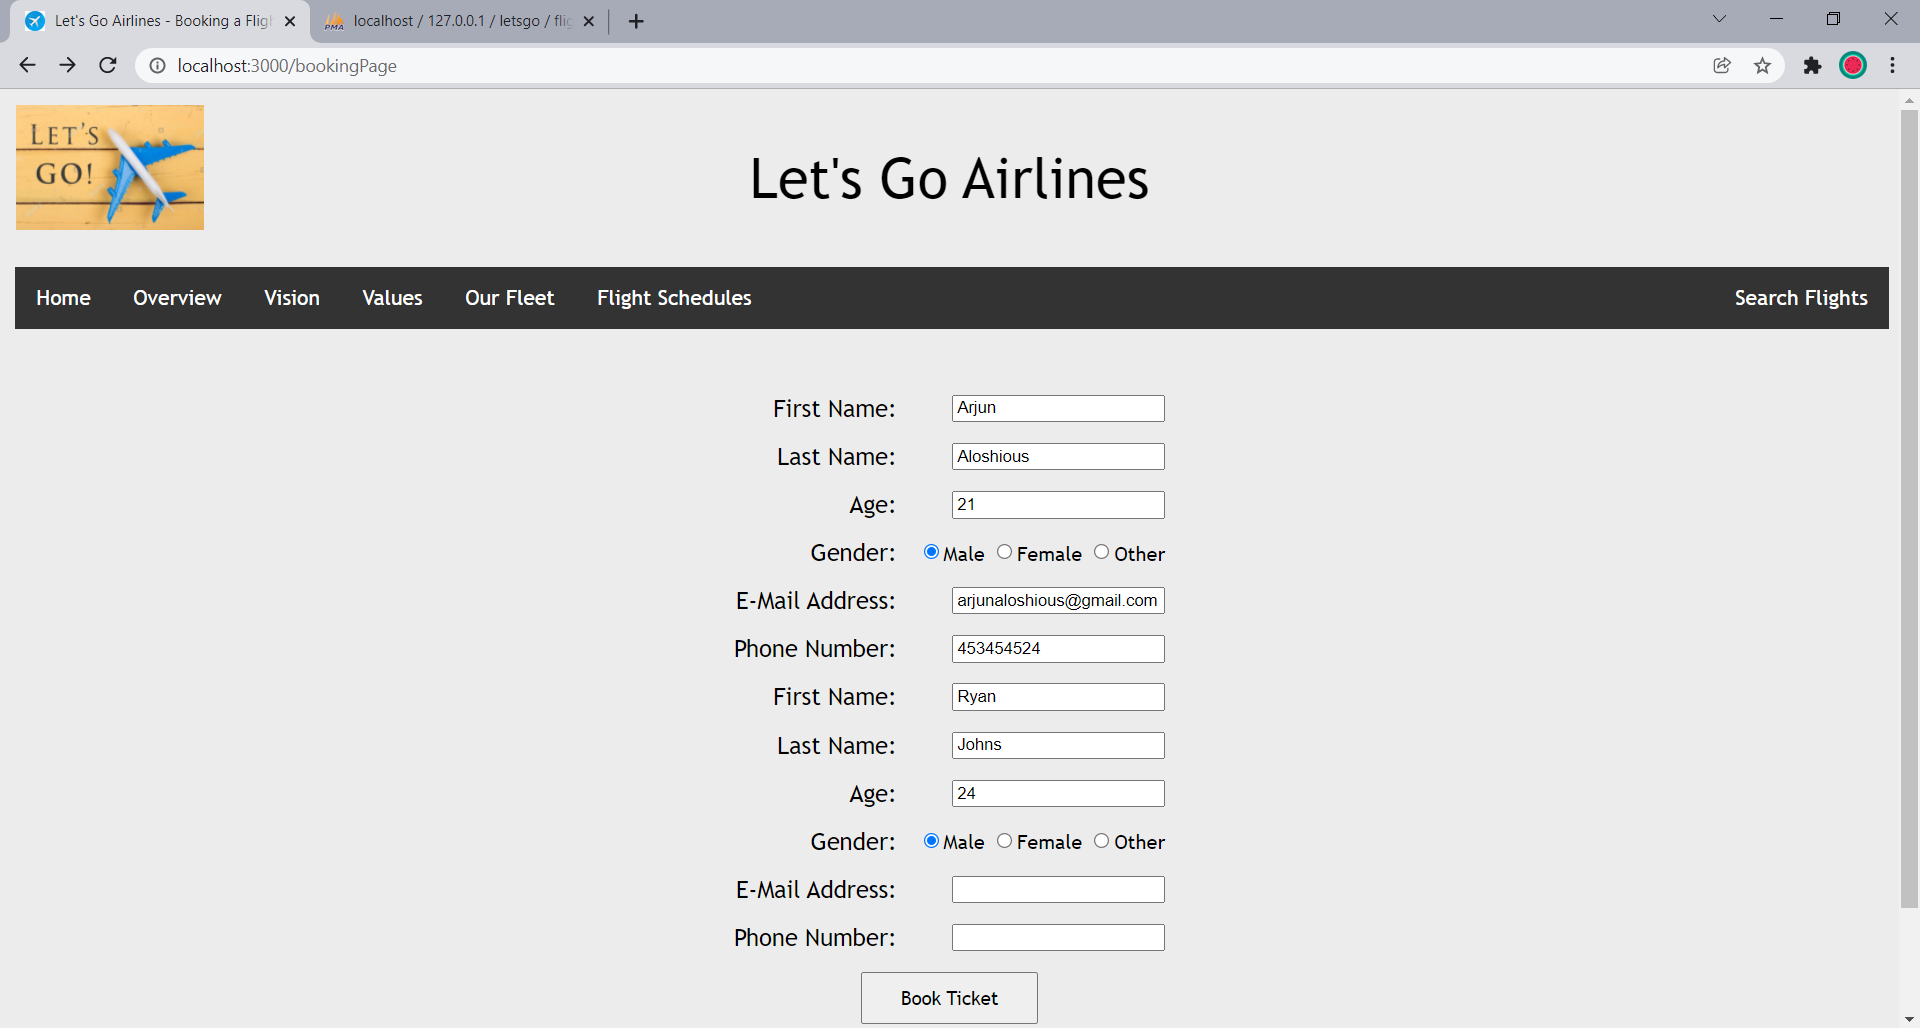 Let's Go Airlines - Booking a Fligh
localhost / 127.0.0.1 / letsgo / flig
localhost:3000/bookingPage
LET'S
GO!
Let's Go Airlines
Home Overview Vision Values Our Fleet Flight Schedules Search Flights
First Name: Arjun
Last Name: Aloshious
Age: 21
Gender: Male Female Other
E-Mail Address: arjunaloshious@gmail.com
Phone Number: 453454524
First Name: Ryan
Last Name: Johns
Age: 24
Gender: Male Female Other
E-Mail Address:
Phone Number:
Book Ticket